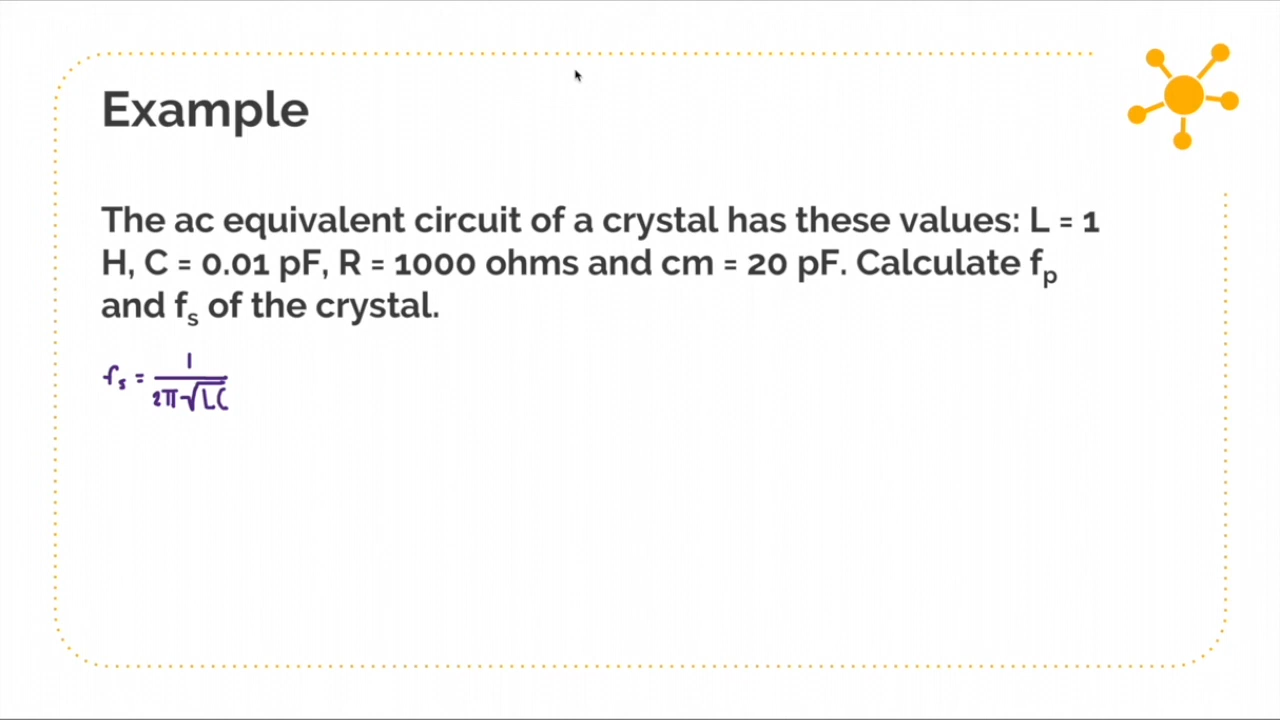 Example
The ac equivalent circuit of a crystal has these values: L = 1
H, C = 0.01 pF, R = 1000 ohms and cm = 20 pF. Calculate fₚ
and fₛ of the crystal.
fₛ = 1 / 2π√LC